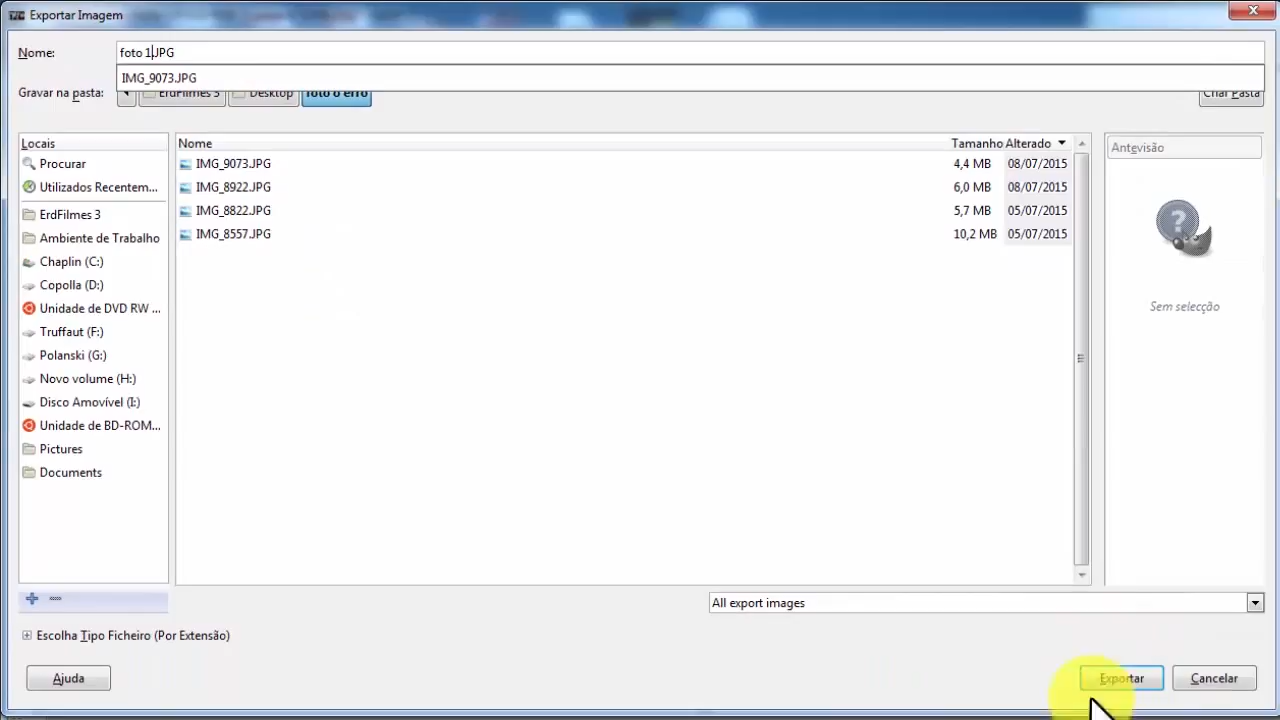 Exportar Imagem
Nome: foto 1.JPG
IMG_9073.JPG
Gravar na pasta: ErdFilmes 3 Desktop foto o erro Criar Pasta
Locais
Procurar
Utilizados Recentem...
ErdFilmes 3
Ambiente de Trabalho
Chaplin (C:)
Copolla (D:)
Unidade de DVD RW ...
Truffaut (F:)
Polanski (G:)
Novo volume (H:)
Disco Amovível (I:)
Unidade de BD-ROM...
Pictures
Documents
Nome Tamanho Alterado
IMG_9073.JPG 4,4 MB 08/07/2015
IMG_8922.JPG 6,0 MB 08/07/2015
IMG_8822.JPG 5,7 MB 05/07/2015
IMG_8557.JPG 10,2 MB 05/07/2015
Antevisão
Sem selecção
All export images
Escolha Tipo Ficheiro (Por Extensão)
Ajuda Exportar Cancelar